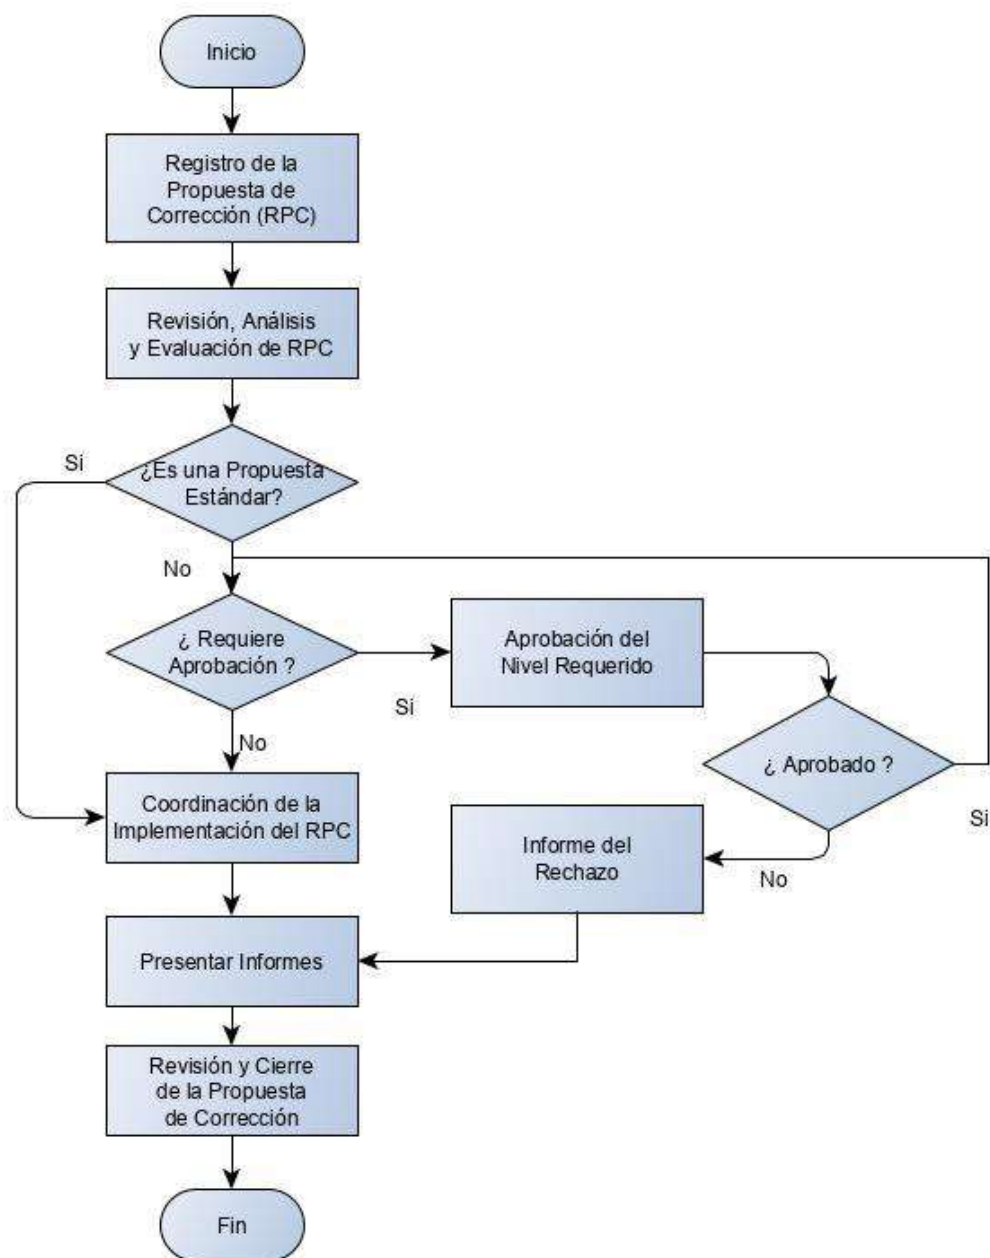 Inicio
Registro de la
Propuesta de
Corrección (RPC)
Revisión, Análisis
y Evaluación de RPC
Si
¿Es una Propuesta
Estándar?
No
¿ Requiere
Aprobación ?
Si
Aprobación del
Nivel Requerido
¿ Aprobado ?
Si
No
No
Coordinación de la
Implementación del RPC
Informe del
Rechazo
Presentar Informes
Revisión y Cierre
de la Propuesta
de Corrección
Fin